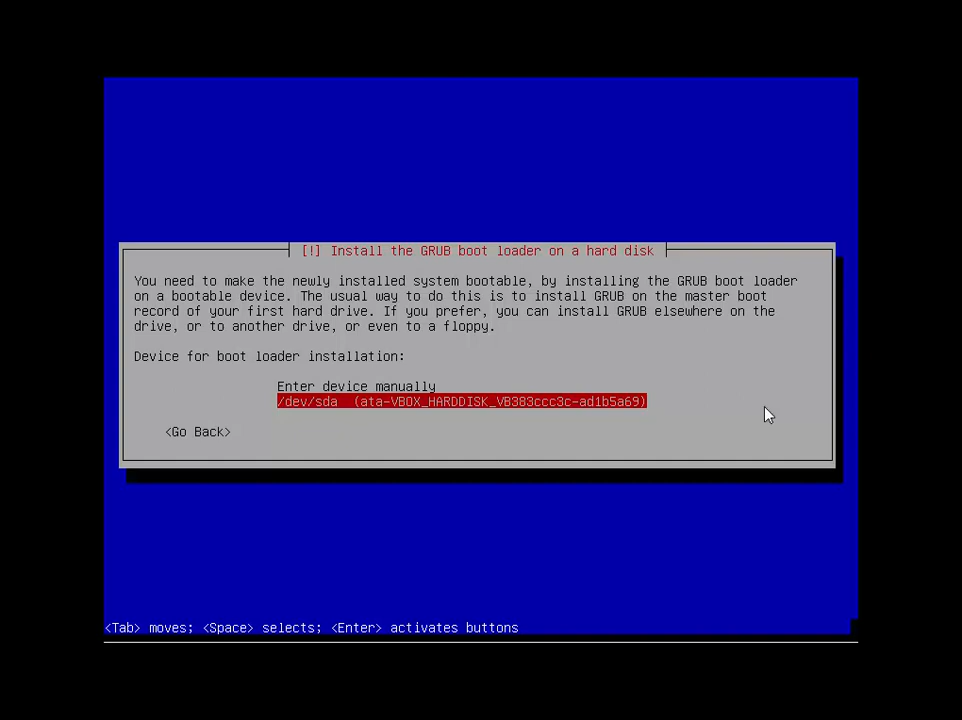 [!] Install the GRUB boot loader on a hard disk
You need to make the newly installed system bootable, by installing the GRUB boot loader
on a bootable device. The usual way to do this is to install GRUB on the master boot
record of your first hard drive. If you prefer, you can install GRUB elsewhere on the
drive, or to another drive, or even to a floppy.
Device for boot loader installation:
Enter device manually
/dev/sda  (ata-VBOX_HARDDISK_VB383ccc3c-ad1b5a69)
<Go Back>
<Tab> moves; <Space> selects; <Enter> activates buttons